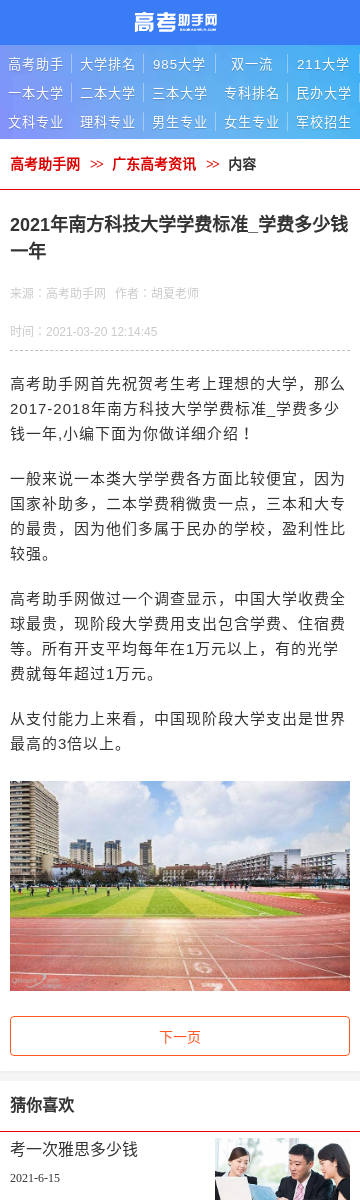 高考助手网
高考助手 大学排名 985大学 双一流 211大学
一本大学 二本大学 三本大学 专科排名 民办大学
文科专业 理科专业 男生专业 女生专业 军校招生
高考助手网 >> 广东高考资讯 >> 内容
2021年南方科技大学学费标准_学费多少钱
一年
来源：高考助手网 作者：胡夏老师
时间：2021-03-20 12:14:45
高考助手网首先祝贺考生考上理想的大学，那么
2017-2018年南方科技大学学费标准_学费多少
钱一年,小编下面为你做详细介绍！
一般来说一本类大学学费各方面比较便宜，因为
国家补助多，二本学费稍微贵一点，三本和大专
的最贵，因为他们多属于民办的学校，盈利性比
较强。
高考助手网做过一个调查显示，中国大学收费全
球最贵，现阶段大学费用支出包含学费、住宿费
等。所有开支平均每年在1万元以上，有的光学
费就每年超过1万元。
从支付能力上来看，中国现阶段大学支出是世界
最高的3倍以上。
5
6
下一页
猜你喜欢
考一次雅思多少钱
2021-6-15